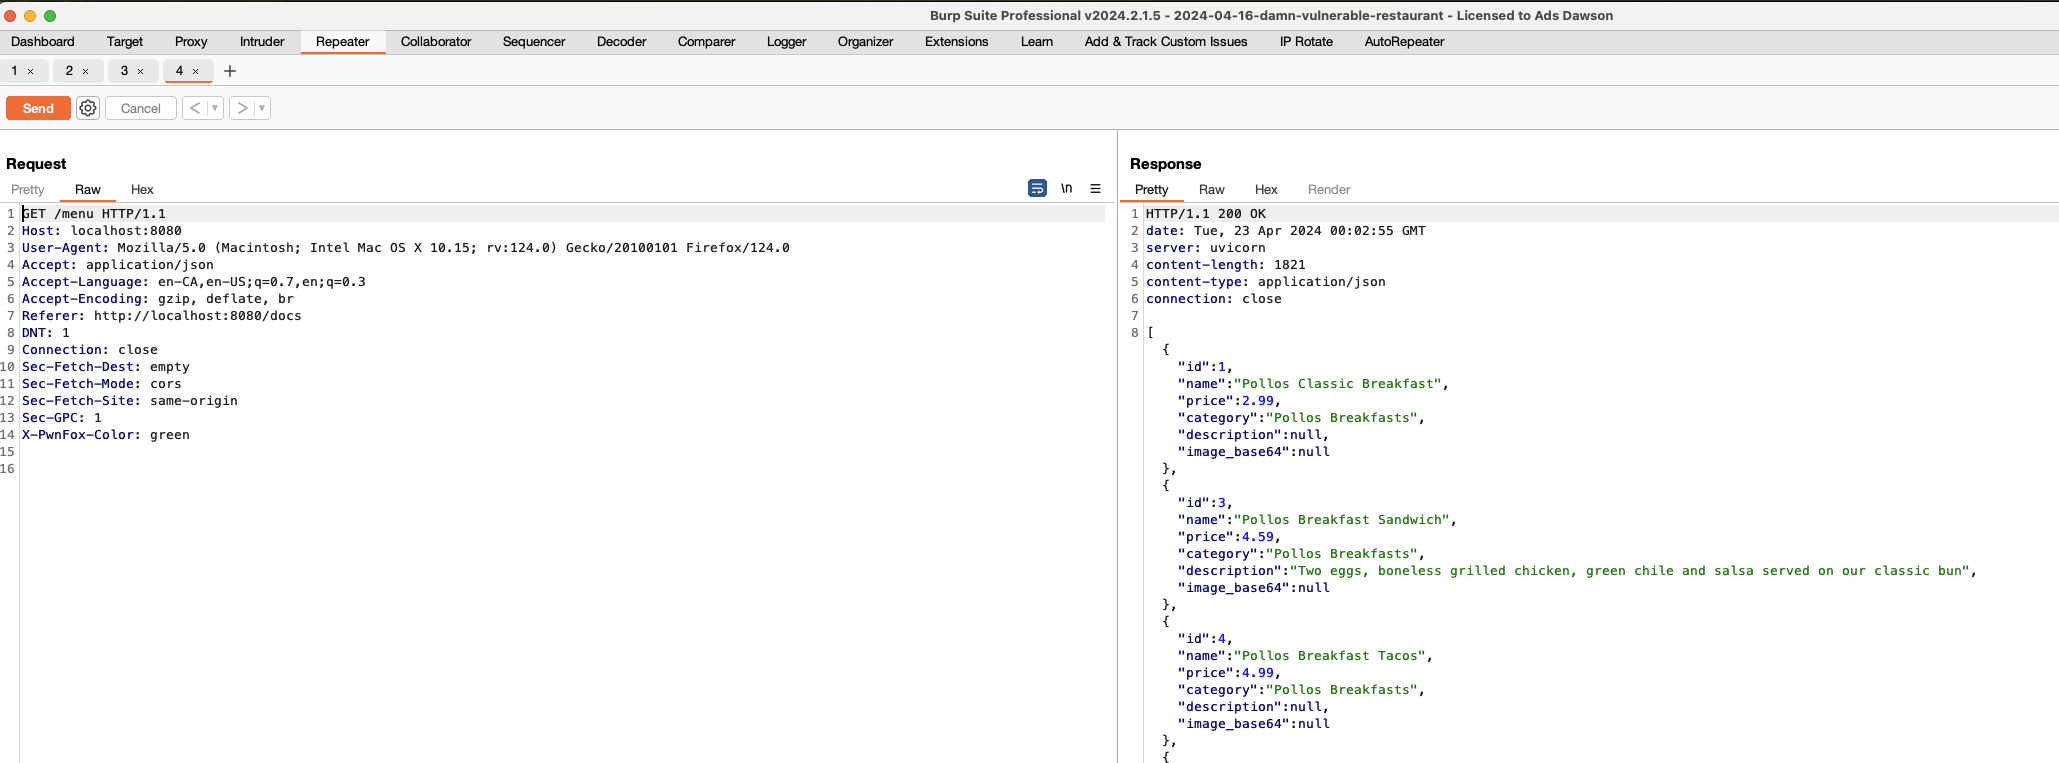 Burp Suite Professional v2024.2.1.5 - 2024-04-16-damn-vulnerable-restaurant - Licensed to Ads Dawson
Dashboard Target Proxy Intruder Repeater Collaborator Sequencer Decoder Comparer Logger Organizer Extensions Learn Add & Track Custom Issues IP Rotate AutoRepeater
1 × 2 × 3 × 4 × +
Send Cancel < >
Request
Pretty Raw Hex \n
1 GET /menu HTTP/1.1
2 Host: localhost:8080
3 User-Agent: Mozilla/5.0 (Macintosh; Intel Mac OS X 10.15; rv:124.0) Gecko/20100101 Firefox/124.0
4 Accept: application/json
5 Accept-Language: en-CA,en-US;q=0.7,en;q=0.3
6 Accept-Encoding: gzip, deflate, br
7 Referer: http://localhost:8080/docs
8 DNT: 1
9 Connection: close
10 Sec-Fetch-Dest: empty
11 Sec-Fetch-Mode: cors
12 Sec-Fetch-Site: same-origin
13 Sec-GPC: 1
14 X-PwnFox-Color: green
15
16
Response
Pretty Raw Hex Render
1 HTTP/1.1 200 OK
2 date: Tue, 23 Apr 2024 00:02:55 GMT
3 server: uvicorn
4 content-length: 1821
5 content-type: application/json
6 connection: close
7
8 [
{
"id":1,
"name":"Pollos Classic Breakfast",
"price":2.99,
"category":"Pollos Breakfasts",
"description":null,
"image_base64":null
},
{
"id":3,
"name":"Pollos Breakfast Sandwich",
"price":4.59,
"category":"Pollos Breakfasts",
"description":"Two eggs, boneless grilled chicken, green chile and salsa served on our classic bun",
"image_base64":null
},
{
"id":4,
"name":"Pollos Breakfast Tacos",
"price":4.99,
"category":"Pollos Breakfasts",
"description":null,
"image_base64":null
},
{